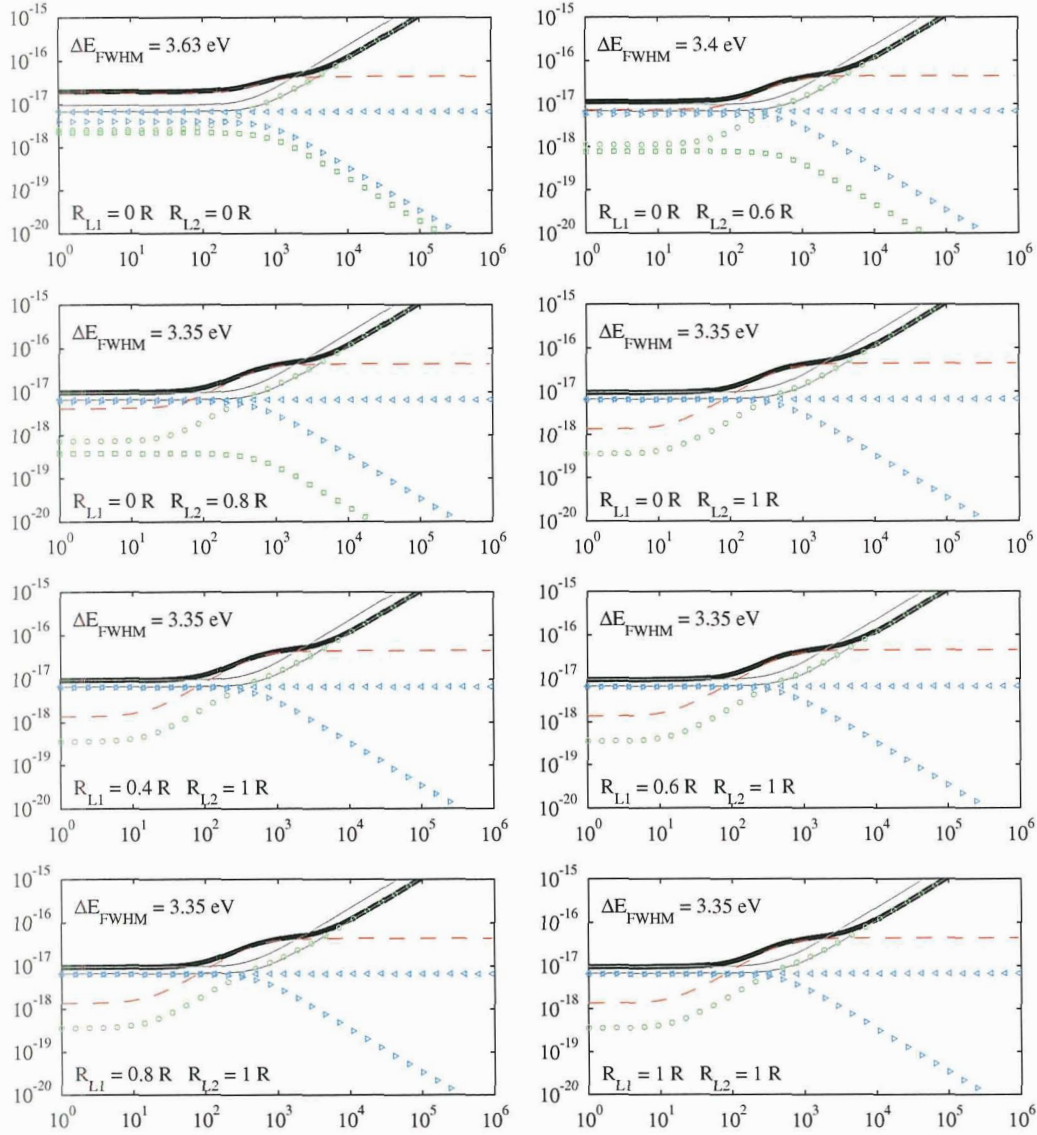 10^-15
10^-16
10^-17
10^-18
10^-19
10^-20
ΔE_FWHM = 3.63 eV
R_L1 = 0 R R_L2 = 0 R
10^0 10^1 10^2 10^3 10^4 10^5 10^6
10^-15
10^-16
10^-17
10^-18
10^-19
10^-20
ΔE_FWHM = 3.4 eV
R_L1 = 0 R R_L2 = 0.6 R
10^0 10^1 10^2 10^3 10^4 10^5 10^6
10^-15
10^-16
10^-17
10^-18
10^-19
10^-20
ΔE_FWHM = 3.35 eV
R_L1 = 0 R R_L2 = 0.8 R
10^0 10^1 10^2 10^3 10^4 10^5 10^6
10^-15
10^-16
10^-17
10^-18
10^-19
10^-20
ΔE_FWHM = 3.35 eV
R_L1 = 0 R R_L2 = 1 R
10^0 10^1 10^2 10^3 10^4 10^5 10^6
10^-15
10^-16
10^-17
10^-18
10^-19
10^-20
ΔE_FWHM = 3.35 eV
R_L1 = 0.4 R R_L2 = 1 R
10^0 10^1 10^2 10^3 10^4 10^5 10^6
10^-15
10^-16
10^-17
10^-18
10^-19
10^-20
ΔE_FWHM = 3.35 eV
R_L1 = 0.6 R R_L2 = 1 R
10^0 10^1 10^2 10^3 10^4 10^5 10^6
10^-15
10^-16
10^-17
10^-18
10^-19
10^-20
ΔE_FWHM = 3.35 eV
R_L1 = 0.8 R R_L2 = 1 R
10^0 10^1 10^2 10^3 10^4 10^5 10^6
10^-15
10^-16
10^-17
10^-18
10^-19
10^-20
ΔE_FWHM = 3.35 eV
R_L1 = 1 R R_L2 = 1 R
10^0 10^1 10^2 10^3 10^4 10^5 10^6